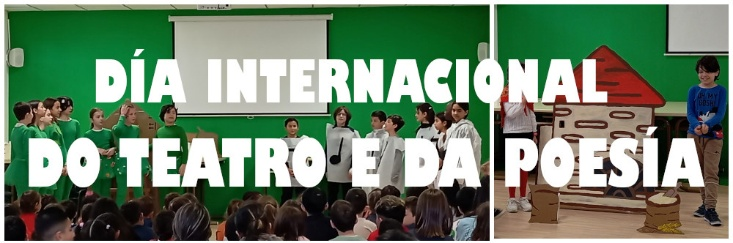 DÍA INTERNACIONAL
DO TEATRO E DA POESÍA